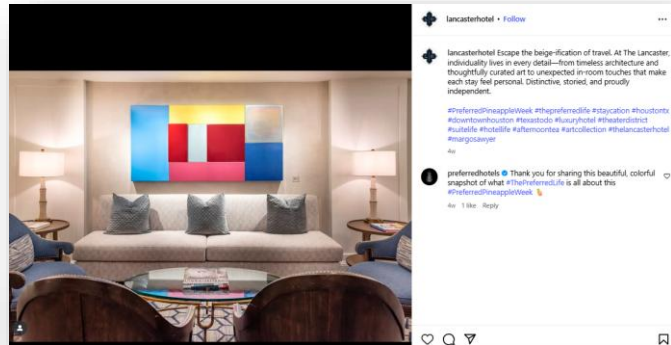 lancasterhotel • Follow
lancasterhotel Escape the beige-ification of travel. At The Lancaster,
individuality lives in every detail—from timeless architecture and
thoughtfully curated art to unexpected in-room touches that make
each stay feel personal. Distinctive, storied, and proudly
independent.
#PreferredPineappleWeek #thepreferredlife #staycation #houstontx
#downtownhouston #texastodo #luxuryhotel #theaterdistrict
#suitelife #hotellife #afternoontea #artcollection #thelancasterhotel
#margosawyer
4w
preferredhotels Thank you for sharing this beautiful, colorful
snapshot of what #ThePreferredLife is all about this
#PreferredPineappleWeek
4w 1 like Reply